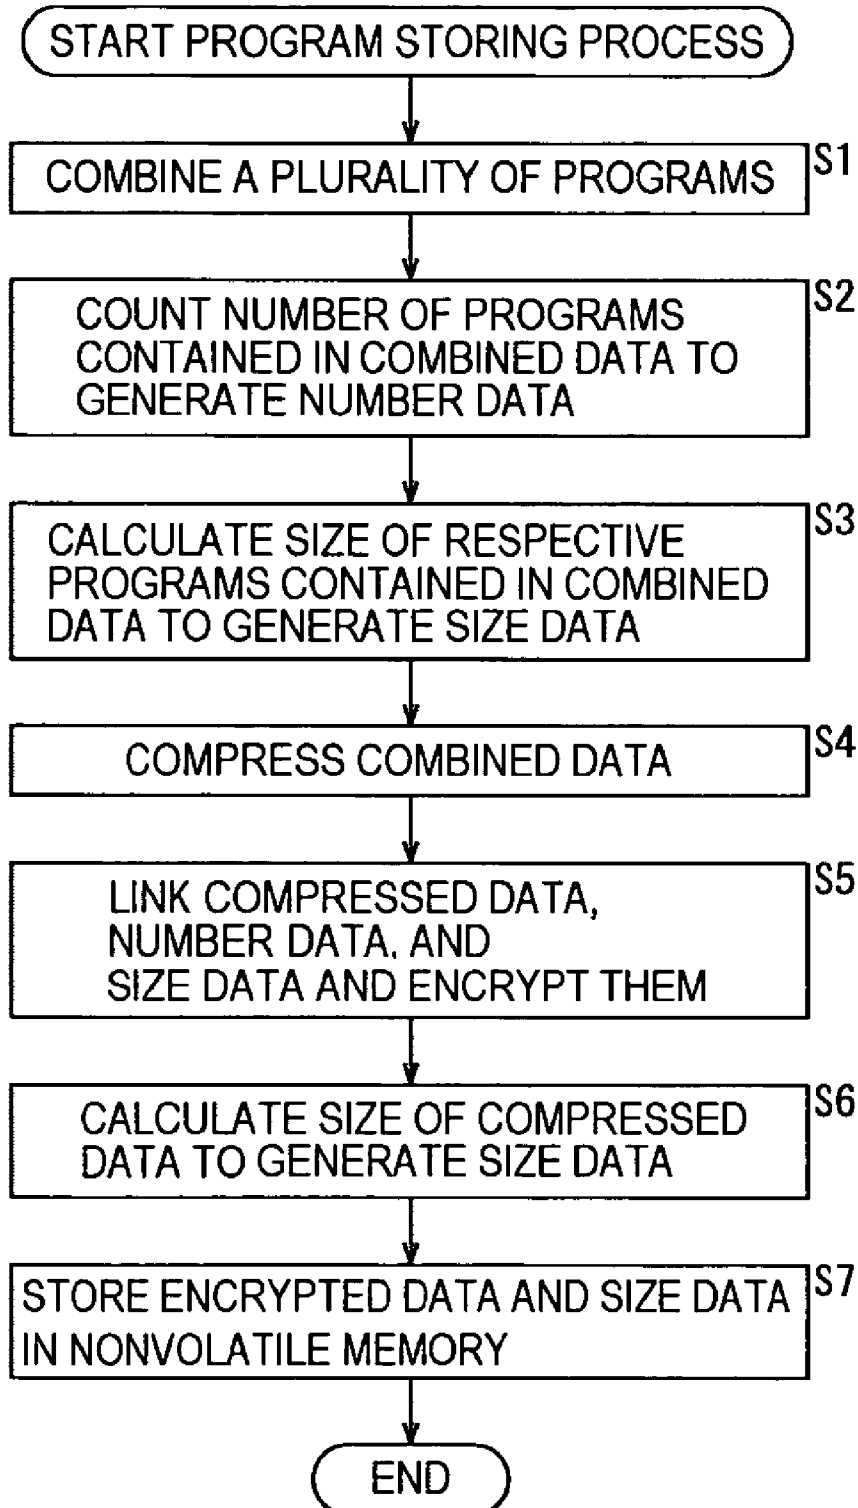 START PROGRAM STORING PROCESS
S1
COMBINE A PLURALITY OF PROGRAMS
S2
COUNT NUMBER OF PROGRAMS
CONTAINED IN COMBINED DATA TO
GENERATE NUMBER DATA
S3
CALCULATE SIZE OF RESPECTIVE
PROGRAMS CONTAINED IN COMBINED
DATA TO GENERATE SIZE DATA
S4
COMPRESS COMBINED DATA
S5
LINK COMPRESSED DATA,
NUMBER DATA, AND
SIZE DATA AND ENCRYPT THEM
S6
CALCULATE SIZE OF COMPRESSED
DATA TO GENERATE SIZE DATA
S7
STORE ENCRYPTED DATA AND SIZE DATA
IN NONVOLATILE MEMORY
END